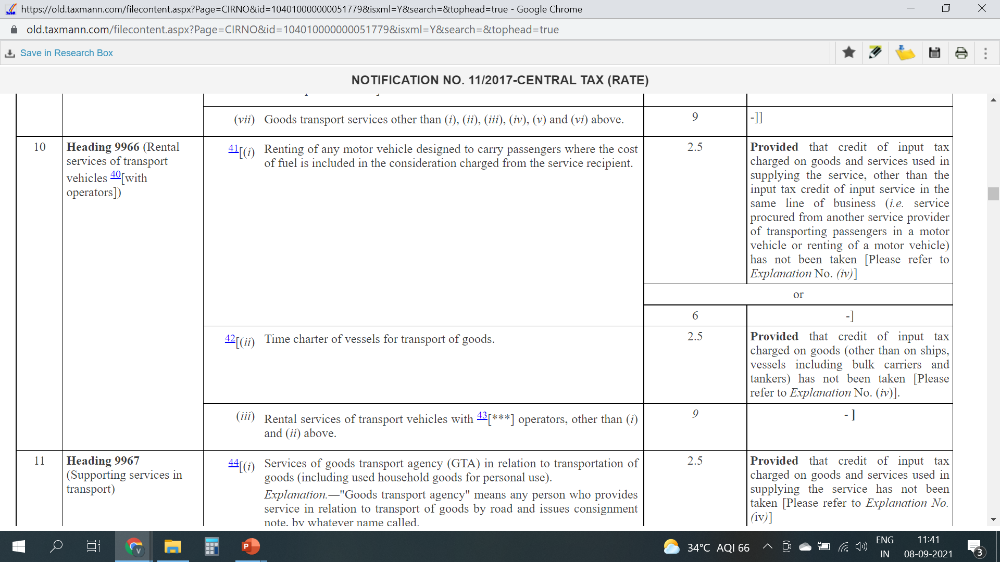 https://old.taxmann.com/filecontent.aspx?Page=CIRNO&id=104010000000051779&isxml=Y&search=&tophead=true - Google Chrome
old.taxmann.com/filecontent.aspx?Page=CIRNO&id=104010000000051779&isxml=Y&search=&tophead=true
Save in Research Box
NOTIFICATION NO. 11/2017-CENTRAL TAX (RATE)
(vii) Goods transport services other than (i), (ii), (iii), (iv), (v) and (vi) above.
9
-]]
10
Heading 9966 (Rental
services of transport
vehicles 40[with
operators])
41[(i) Renting of any motor vehicle designed to carry passengers where the cost
of fuel is included in the consideration charged from the service recipient.
2.5
Provided that credit of input tax
charged on goods and services used in
supplying the service, other than the
input tax credit of input service in the
same line of business (i.e. service
procured from another service provider
of transporting passengers in a motor
vehicle or renting of a motor vehicle)
has not been taken [Please refer to
Explanation No. (iv)]
or
6
-]
42[(ii) Time charter of vessels for transport of goods.
2.5
Provided that credit of input tax
charged on goods (other than on ships,
vessels including bulk carriers and
tankers) has not been taken [Please
refer to Explanation No. (iv)].
(iii) Rental services of transport vehicles with 43[***] operators, other than (i)
and (ii) above.
9
- ]
11
Heading 9967
(Supporting services in
transport)
44[(i) Services of goods transport agency (GTA) in relation to transportation of
goods (including used household goods for personal use).
Explanation.—"Goods transport agency" means any person who provides
service in relation to transport of goods by road and issues consignment
note, by whatever name called.
2.5
Provided that credit of input tax
charged on goods and services used in
supplying the service has not been
taken [Please refer to Explanation No.
(iv)]
34°C AQI 66
ENG
IN
11:41
08-09-2021
3